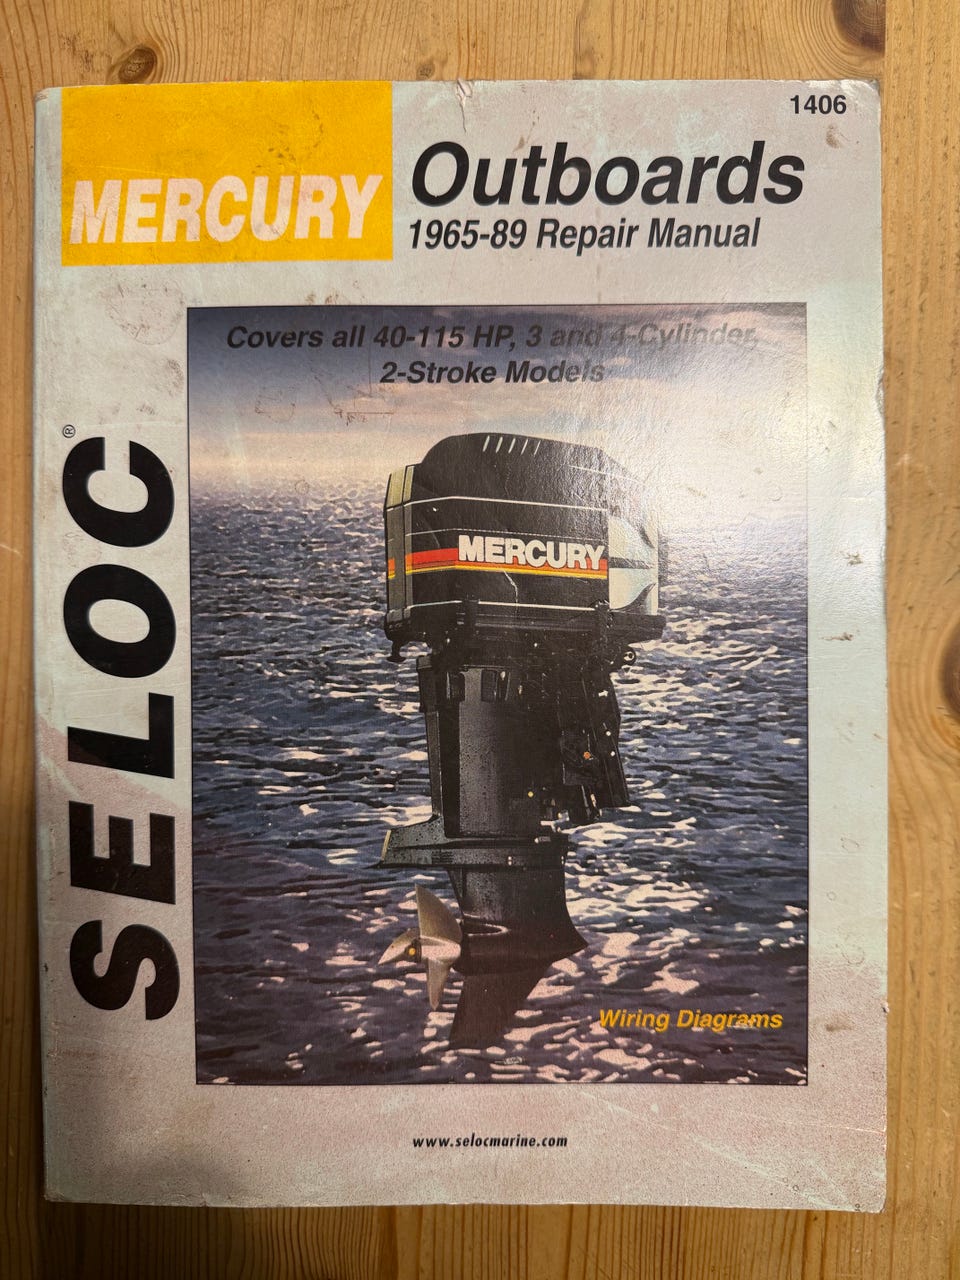 1406
MERCURY
Outboards
1965-89 Repair Manual
Covers all 40-115 HP, 3 and 4-Cylinder,
2-Stroke Models
SELOC®
MERCURY
Wiring Diagrams
www.selocmarine.com